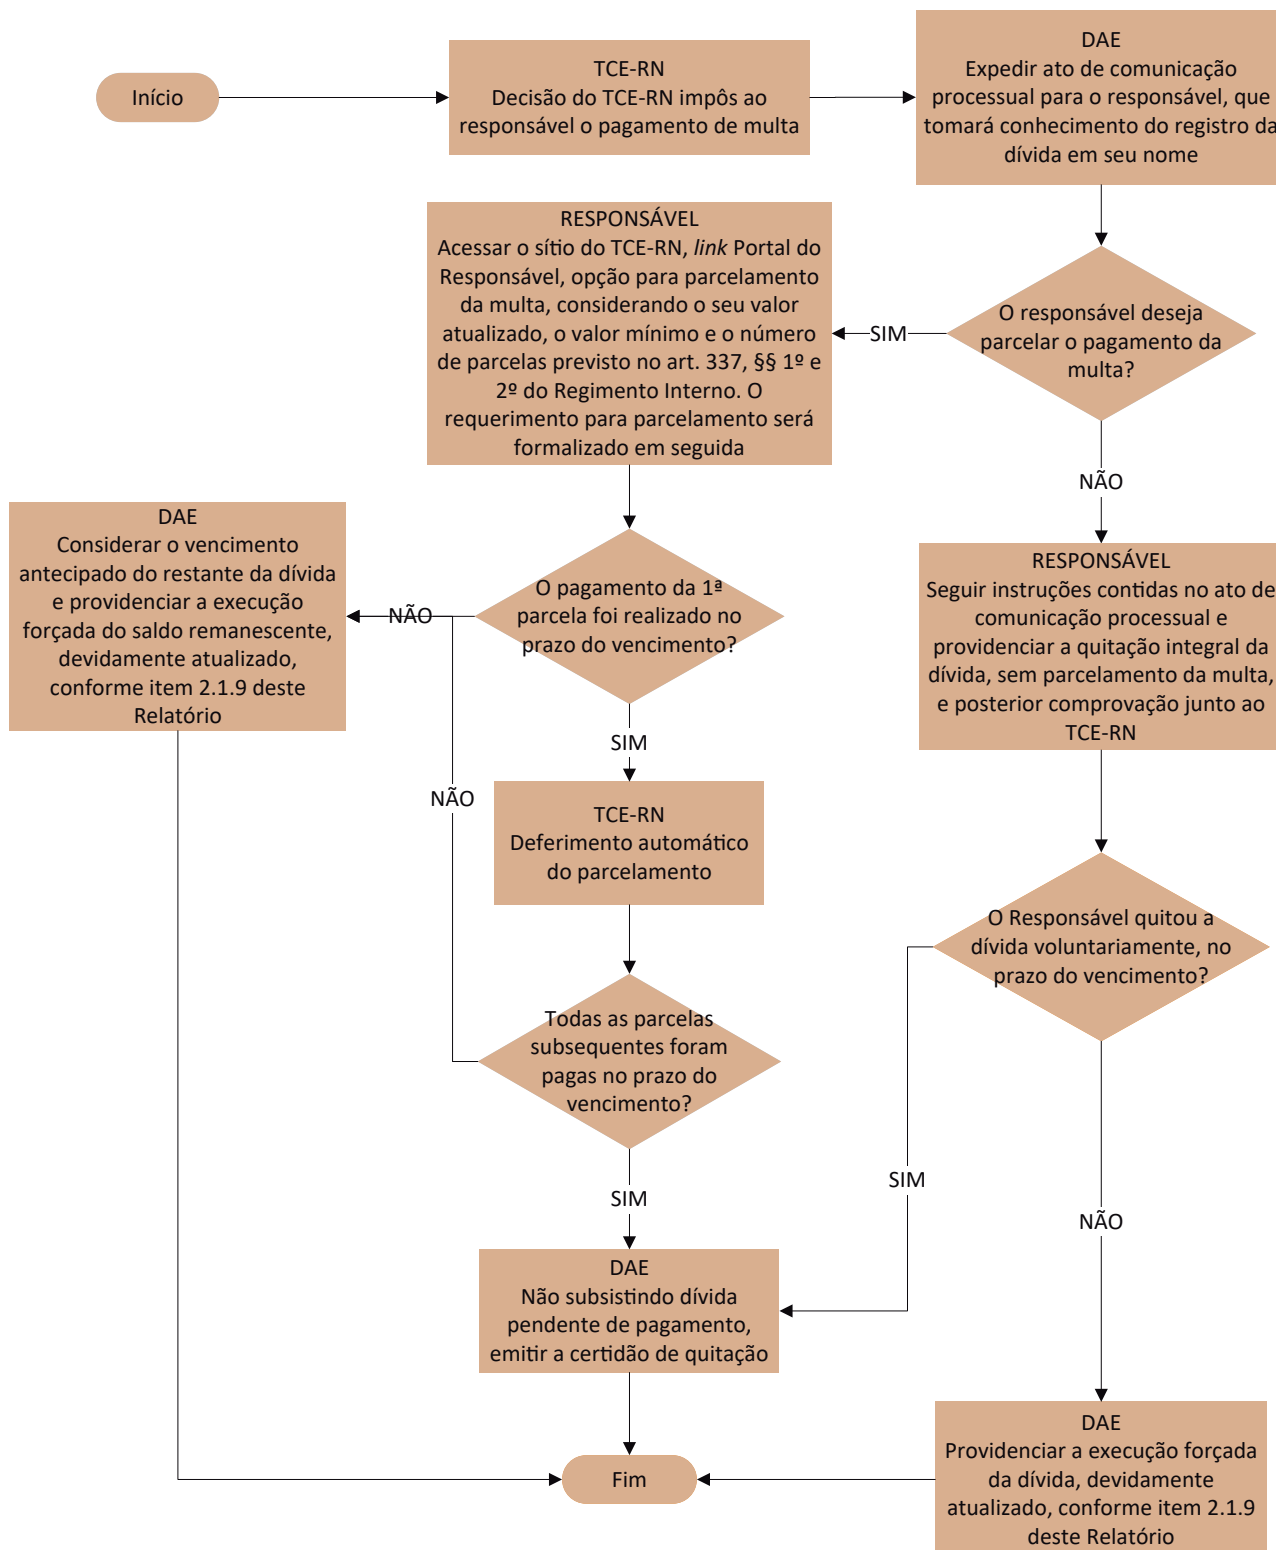 Início
TCE-RN
Decisão do TCE-RN impôs ao
responsável o pagamento de multa
DAE
Expedir ato de comunicação
processual para o responsável, que
tomará conhecimento do registro da
dívida em seu nome
O responsável deseja
parcelar o pagamento da
multa?
SIM
NÃO
RESPONSÁVEL
Acessar o sítio do TCE-RN, link Portal do
Responsável, opção para parcelamento
da multa, considerando o seu valor
atualizado, o valor mínimo e o número
de parcelas previsto no art. 337, §§ 1º e
2º do Regimento Interno. O
requerimento para parcelamento será
formalizado em seguida
O pagamento da 1ª
parcela foi realizado no
prazo do vencimento?
NÃO
SIM
DAE
Considerar o vencimento
antecipado do restante da dívida
e providenciar a execução
forçada do saldo remanescente,
devidamente atualizado,
conforme item 2.1.9 deste
Relatório
RESPONSÁVEL
Seguir instruções contidas no ato de
comunicação processual e
providenciar a quitação integral da
dívida, sem parcelamento da multa,
e posterior comprovação junto ao
TCE-RN
TCE-RN
Deferimento automático
do parcelamento
NÃO
Todas as parcelas
subsequentes foram
pagas no prazo do
vencimento?
SIM
O Responsável quitou a
dívida voluntariamente, no
prazo do vencimento?
SIM
NÃO
DAE
Não subsistindo dívida
pendente de pagamento,
emitir a certidão de quitação
DAE
Providenciar a execução forçada
da dívida, devidamente
atualizado, conforme item 2.1.9
deste Relatório
Fim